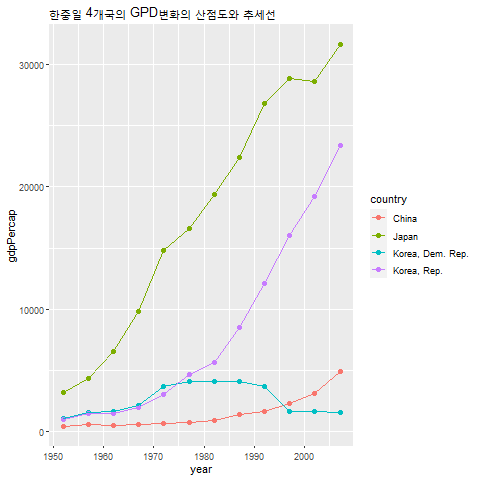 한중일 4개국의 GPD변화의 산점도와 추세선
30000
20000
10000
0
gdpPercap
1950
1960
1970
1980
1990
2000
year
country
China
Japan
Korea, Dem. Rep.
Korea, Rep.